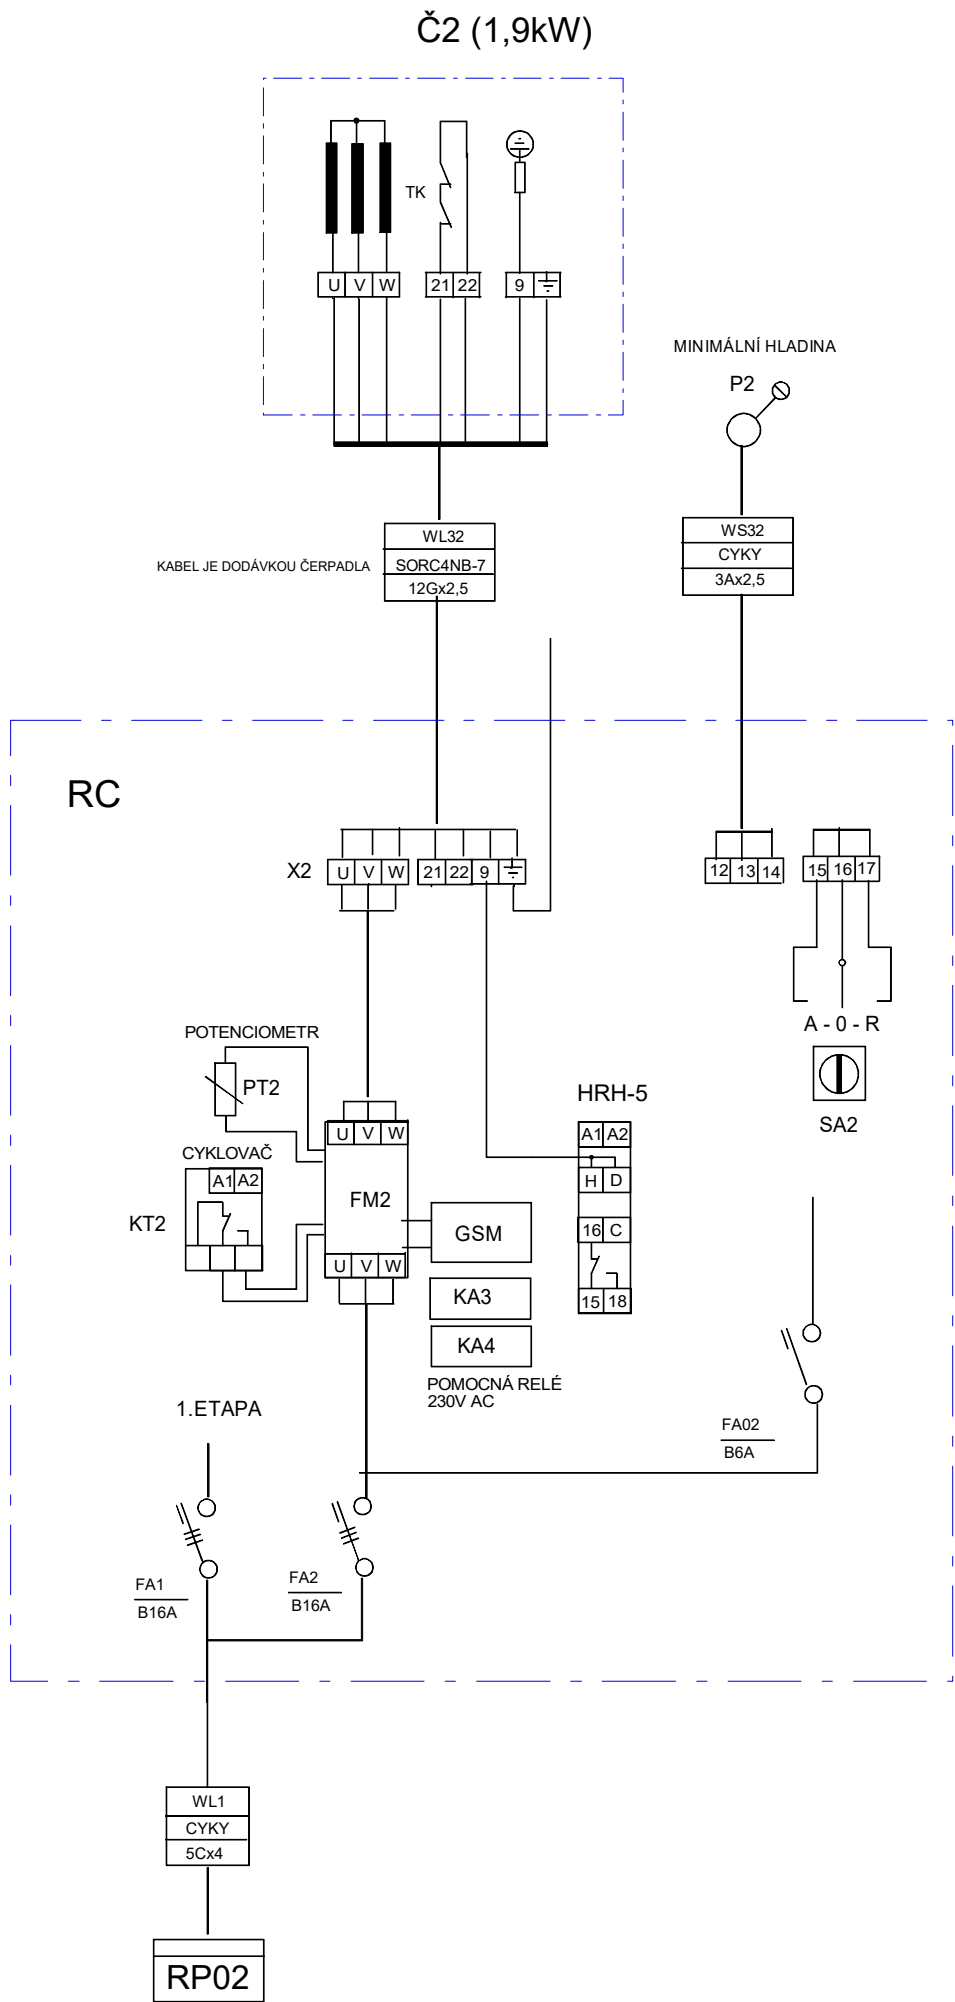 Č2 (1,9kW)
TK
U V W
21 22
9
MINIMÁLNÍ HLADINA
P2
WL32
SORC4NB-7
12Gx2,5
KABEL JE DODÁVKOU ČERPADLA
WS32
CYKY
3Ax2,5
RC
X2
U V W
21 22 9
12 13 14
15 16 17
A - 0 - R
SA2
POTENCIOMETR
PT2
CYKLOVAČ
A1 A2
KT2
U V W
FM2
U V W
GSM
KA3
KA4
POMOCNÁ RELÉ
230V AC
HRH-5
A1 A2
H D
16 C
15 18
1.ETAPA
FA02
B6A
FA1
B16A
FA2
B16A
WL1
CYKY
5Cx4
RP02